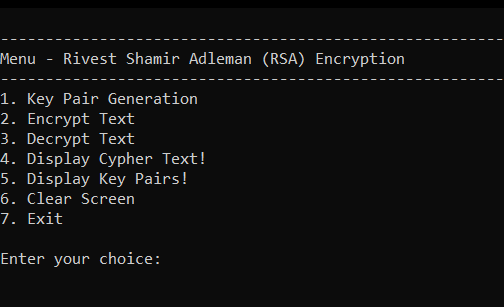 --------------------------------------------------------
Menu - Rivest Shamir Adleman (RSA) Encryption
--------------------------------------------------------
1. Key Pair Generation
2. Encrypt Text
3. Decrypt Text
4. Display Cypher Text!
5. Display Key Pairs!
6. Clear Screen
7. Exit
Enter your choice: